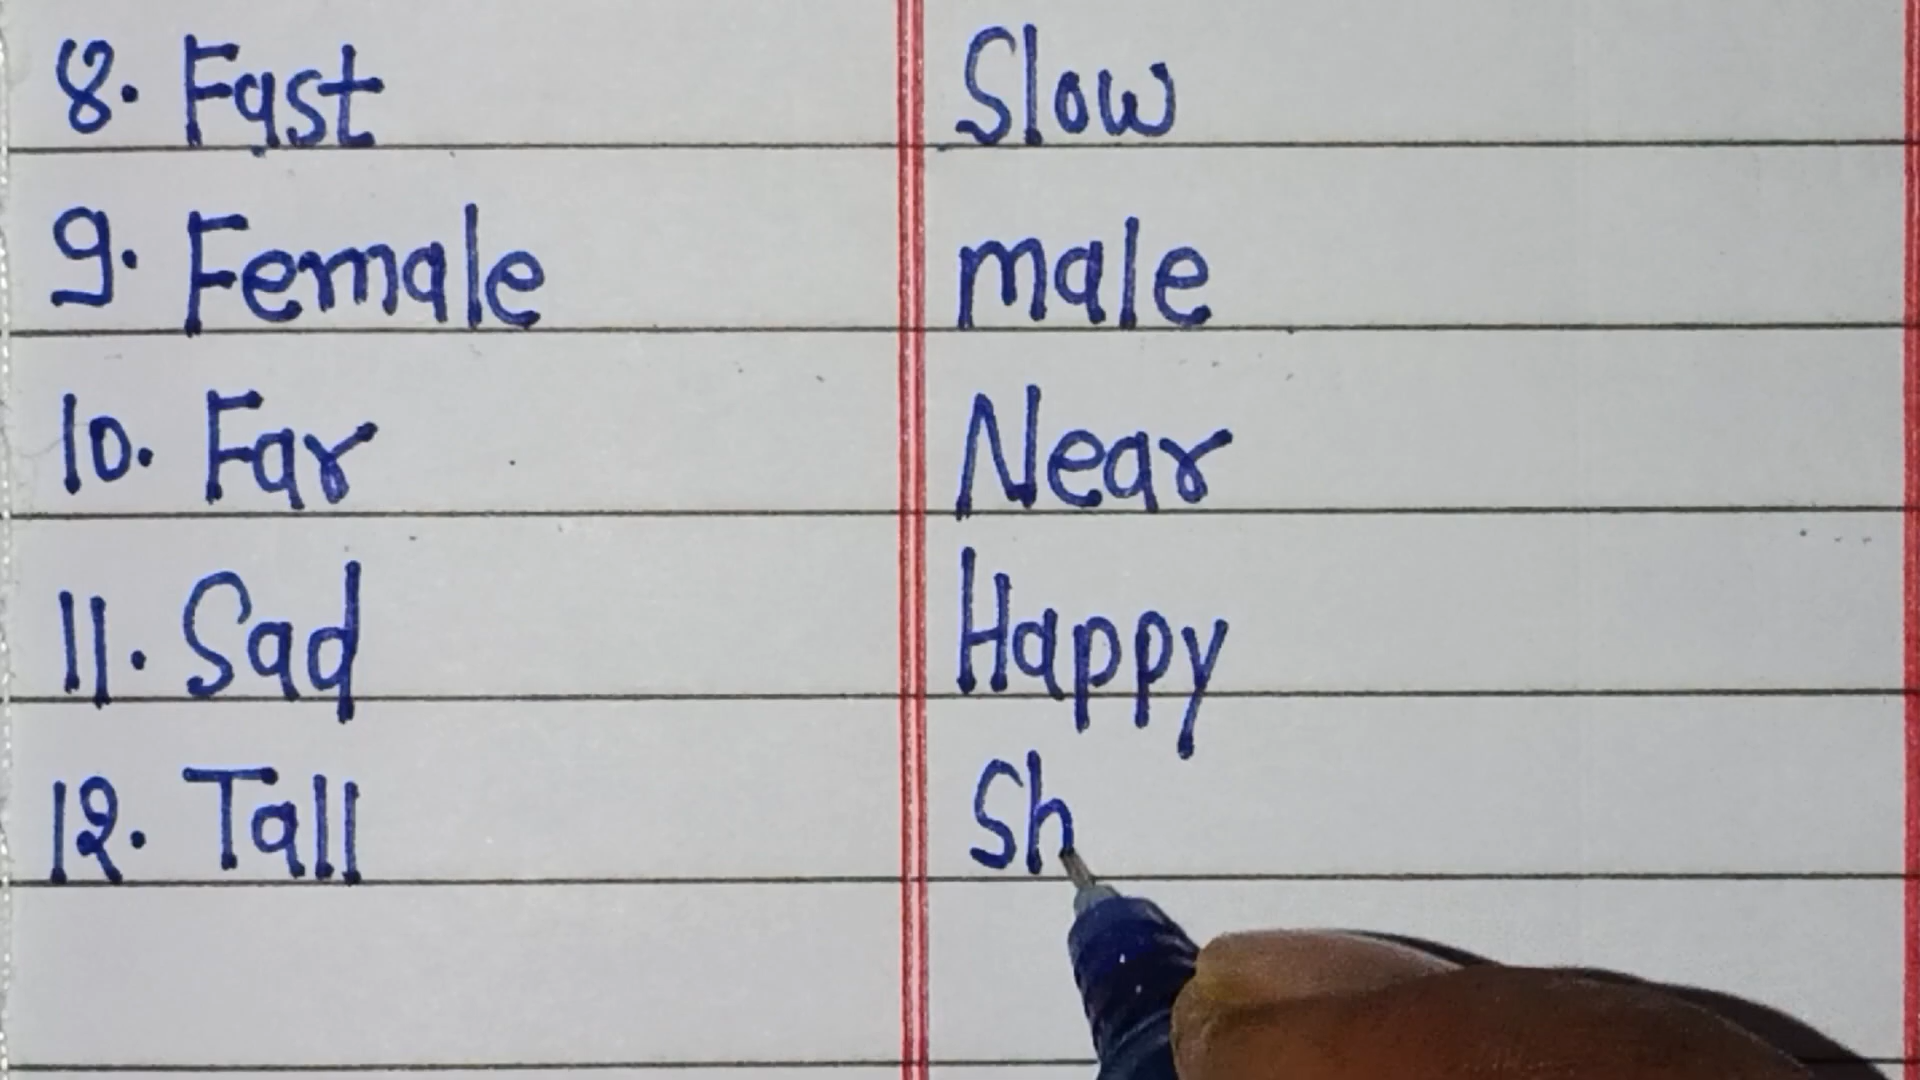 8. Fast Slow
9. Female male
10. Far Near
11. Sad Happy
12. Tall Sh